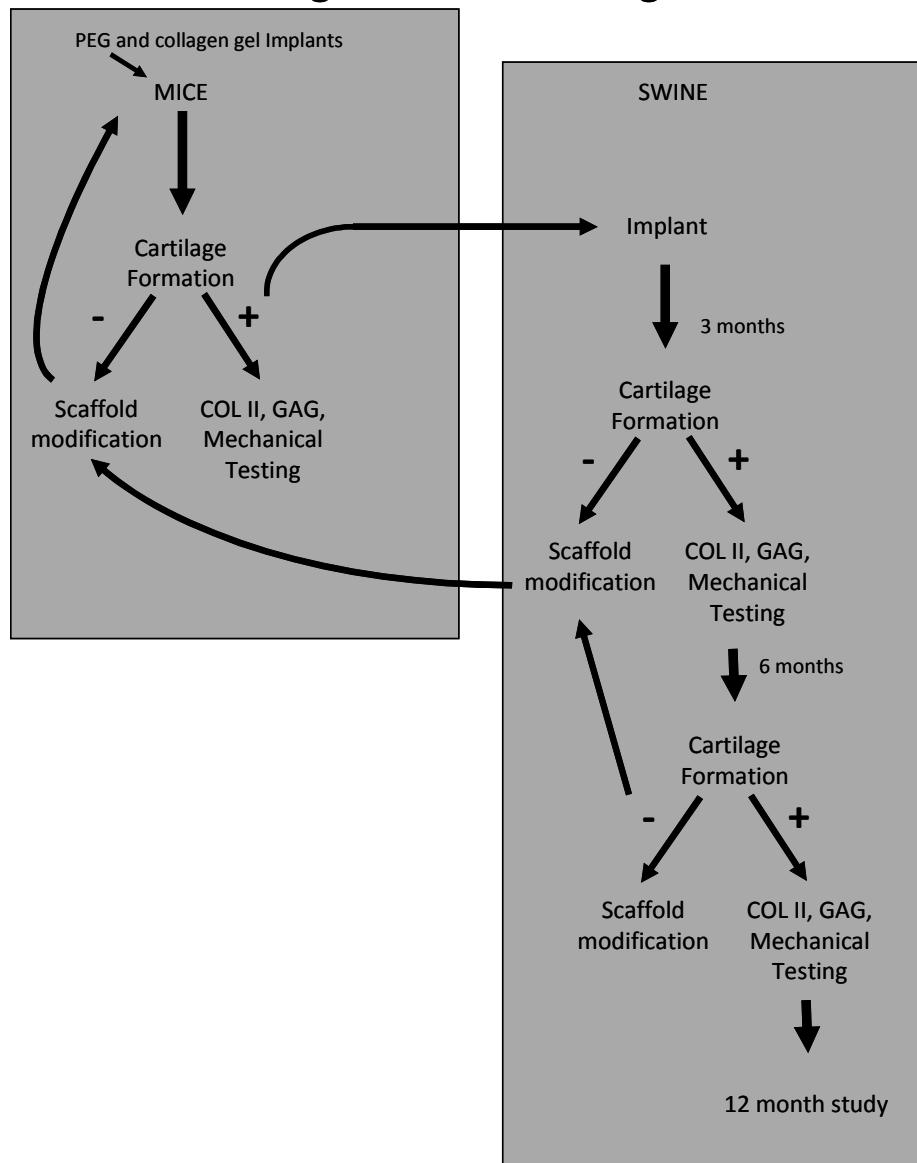 PEG and collagen gel Implants
MICE
Cartilage
Formation
-
+
Scaffold
modification
COL II, GAG,
Mechanical
Testing
SWINE
Implant
3 months
Cartilage
Formation
-
+
Scaffold
modification
COL II, GAG,
Mechanical
Testing
6 months
Cartilage
Formation
-
+
Scaffold
modification
COL II, GAG,
Mechanical
Testing
12 month study